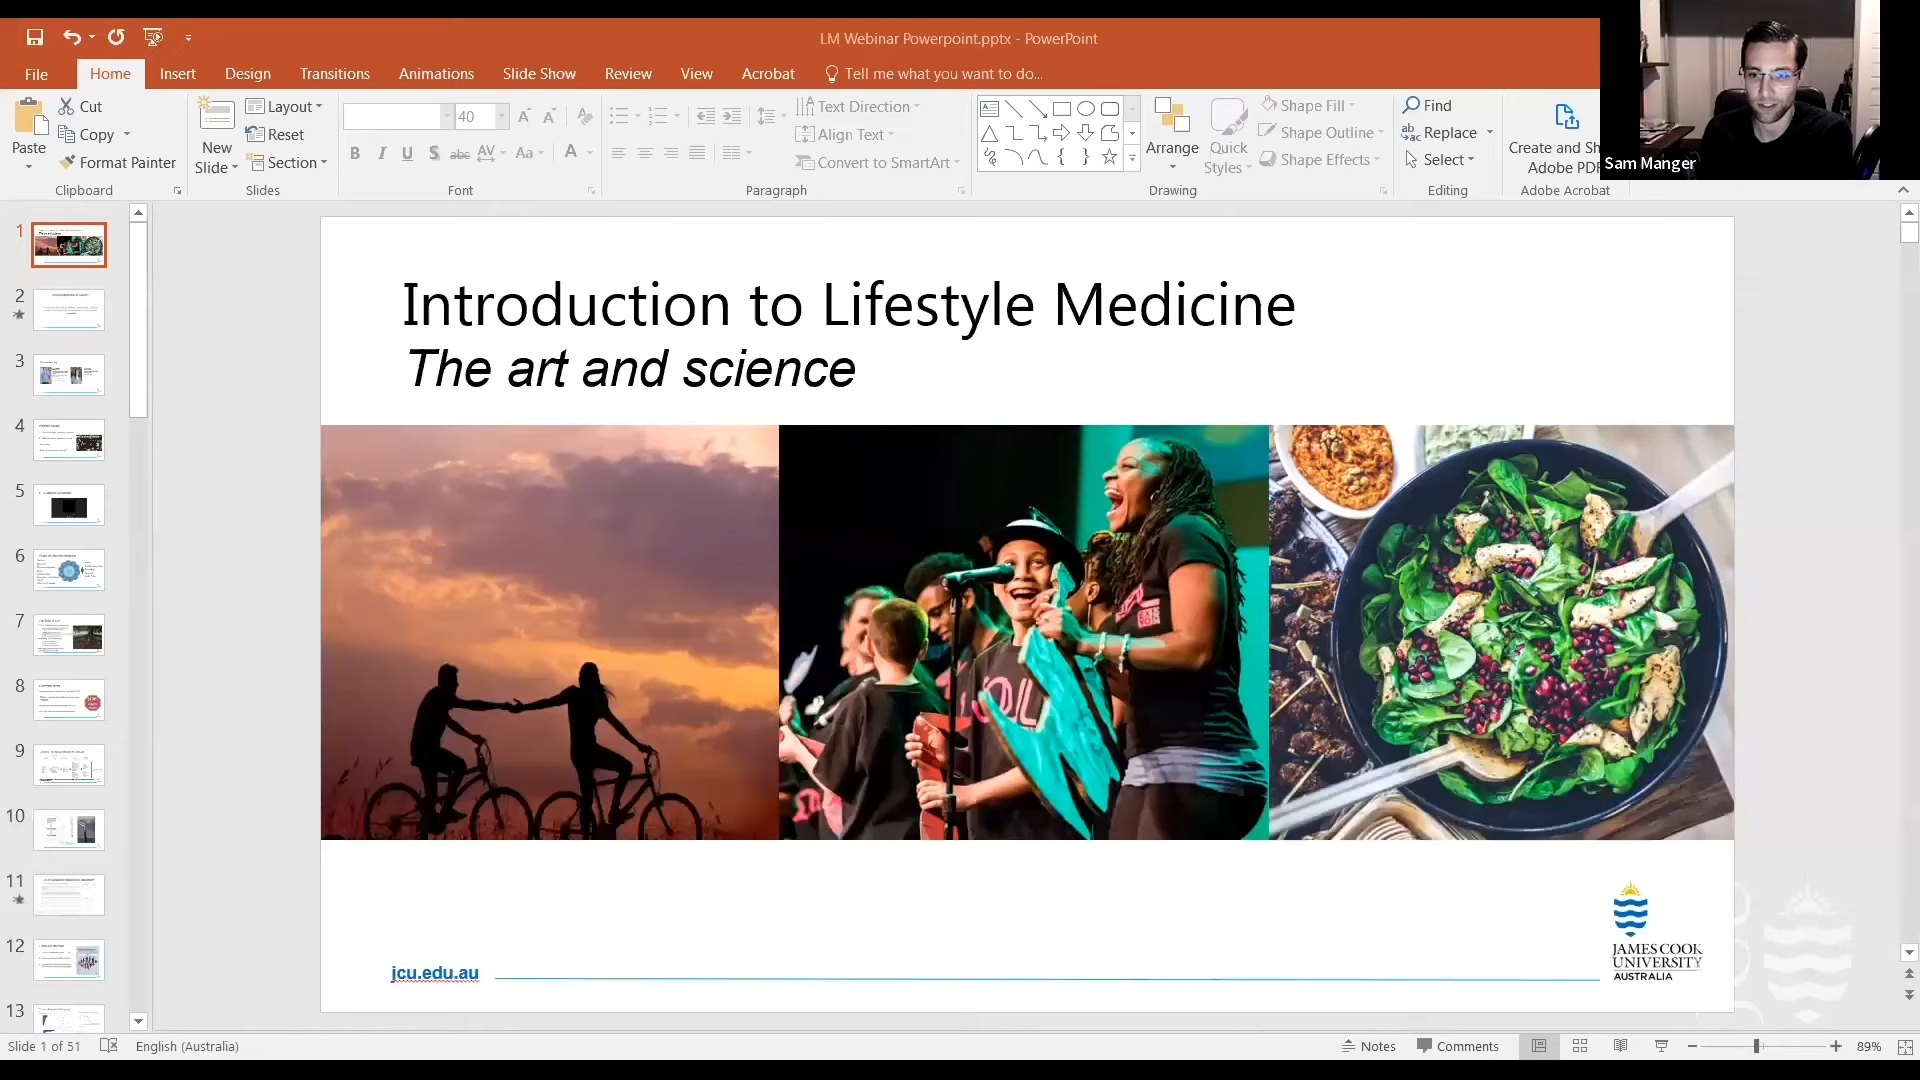 LM Webinar Powerpoint.pptx - PowerPoint
File Home Insert Design Transitions Animations Slide Show Review View Acrobat Tell me what you want to do...
Paste
Cut
Copy
Format Painter
Clipboard
New
Slide
Layout
Reset
Section
Slides
40
B I U S abc AV Aa A
Font
Text Direction
Align Text
Convert to SmartArt
Paragraph
Arrange
Quick
Styles
Shape Fill
Shape Outline
Shape Effects
Drawing
Find
Replace
Select
Editing
Create and Sh
Adobe PDF
Adobe Acrobat
Sam Manger
1
2
3
4
5
6
7
8
9
10
11
12
13
Introduction to Lifestyle Medicine
The art and science
jcu.edu.au
JAMES COOK
UNIVERSITY
AUSTRALIA
Slide 1 of 51 English (Australia) Notes Comments 89%